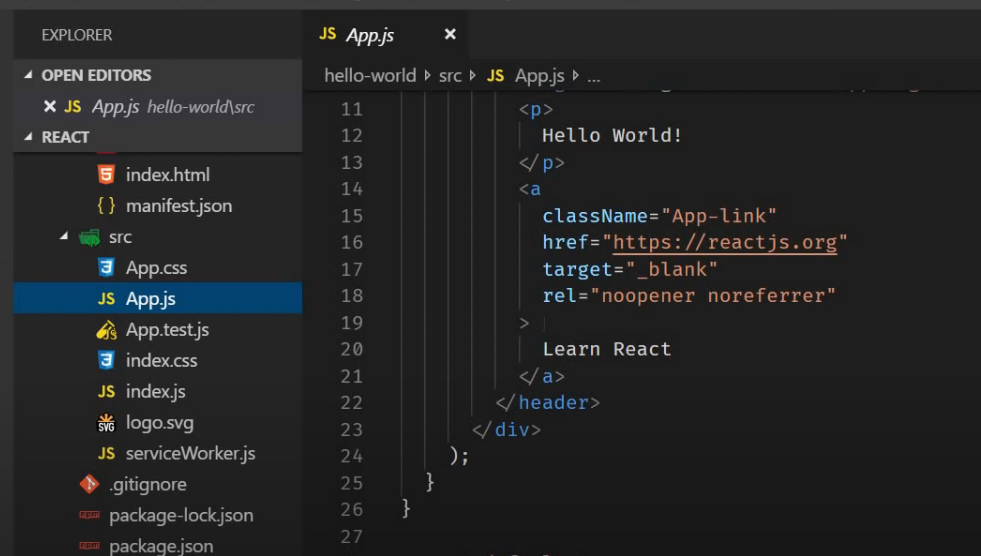 EXPLORER
OPEN EDITORS
JS App.js hello-world\src
REACT
index.html
{ } manifest.json
src
App.css
JS App.js
App.test.js
index.css
JS index.js
SVG logo.svg
JS serviceWorker.js
.gitignore
package-lock.json
package.json
JS App.js ×
hello-world src JS App.js ...
11 <p>
12 Hello World!
13 </p>
14 <a
15 className="App-link"
16 href="https://reactjs.org"
17 target="_blank"
18 rel="noopener noreferrer"
19 >
20 Learn React
21 </a>
22 </header>
23 </div>
24 );
25 }
26 }
27